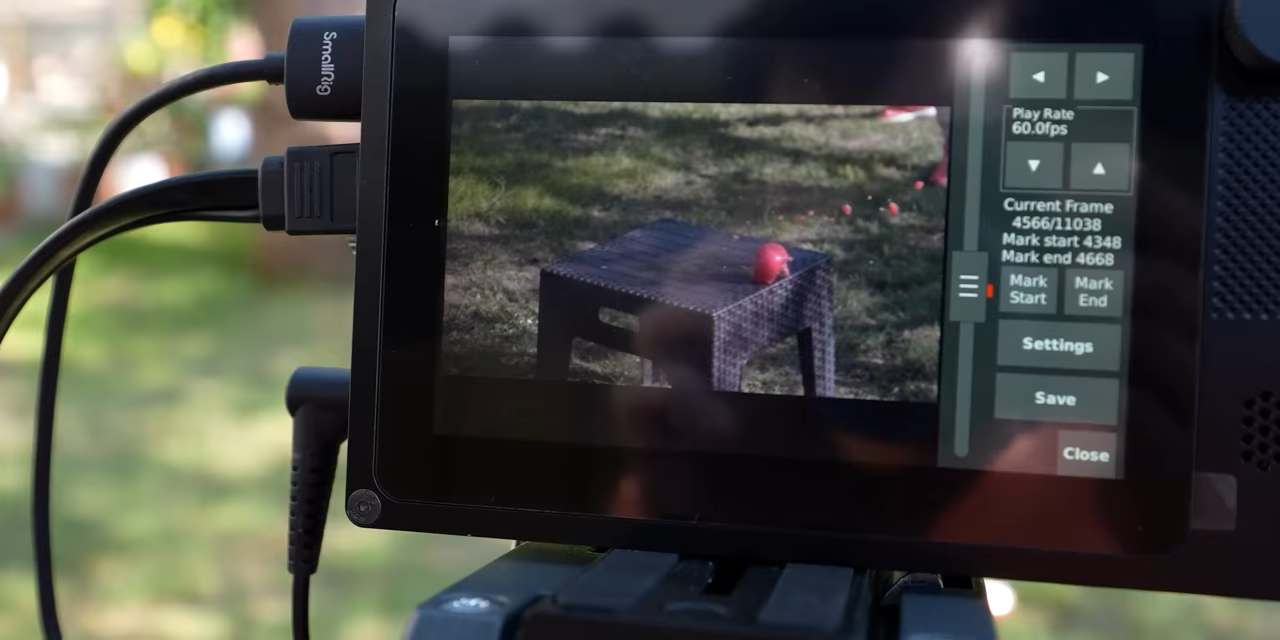 SmallRig
Play Rate
60.0fps
Current Frame
4566/11038
Mark start 4348
Mark end 4668
Mark Start
Mark End
Settings
Save
Close